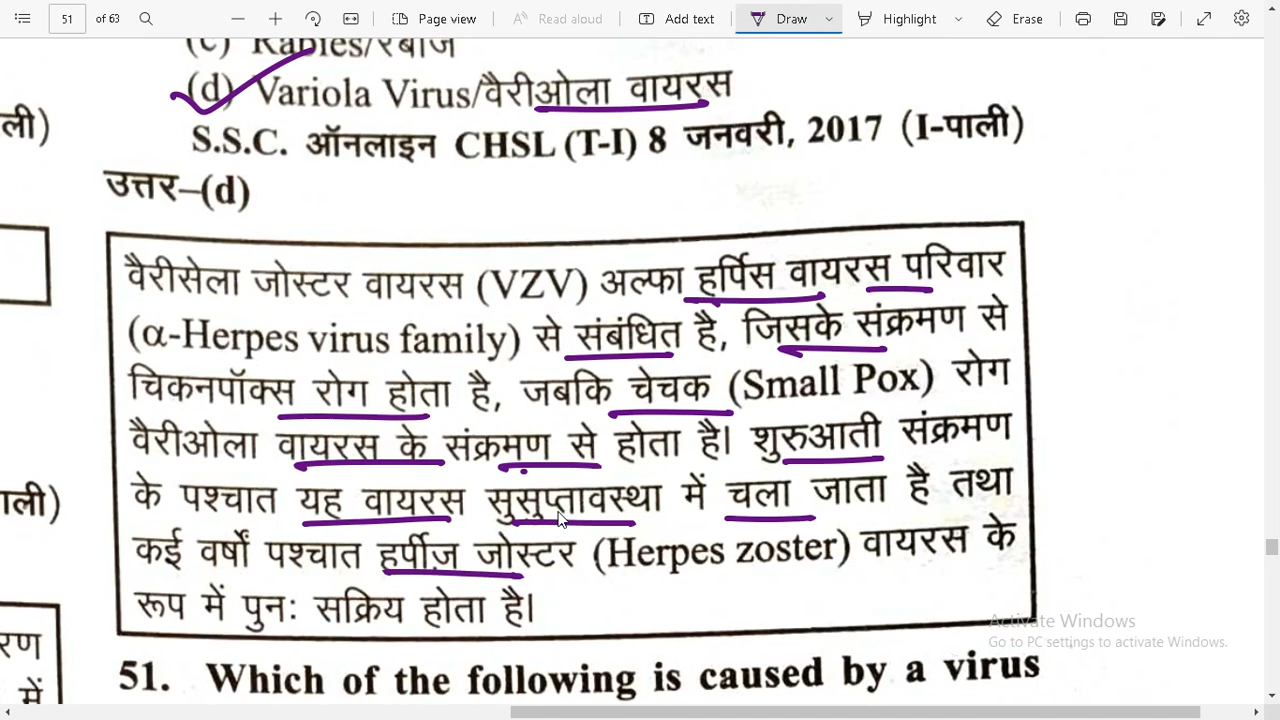 51 of 63 Page view Read aloud Add text Draw Highlight Erase
(c) Rabies/रेबीज
(d) Variola Virus/वैरीओला वायरस
ली)
S.S.C. ऑनलाइन CHSL (T-I) 8 जनवरी, 2017 (I-पाली)
उत्तर–(d)
वैरीसेला जोस्टर वायरस (VZV) अल्फा हर्पिस वायरस परिवार
(α-Herpes virus family) से संबंधित है, जिसके संक्रमण से
चिकनपॉक्स रोग होता है, जबकि चेचक (Small Pox) रोग
वैरीओला वायरस के संक्रमण से होता है। शुरुआती संक्रमण
ाली)
के पश्चात यह वायरस सुसुप्तावस्था में चला जाता है तथा
कई वर्षों पश्चात हर्पीज़ जोस्टर (Herpes zoster) वायरस के
रूप में पुनः सक्रिय होता है।
Activate Windows
Go to PC settings to activate Windows.
रण
में
51. Which of the following is caused by a virus